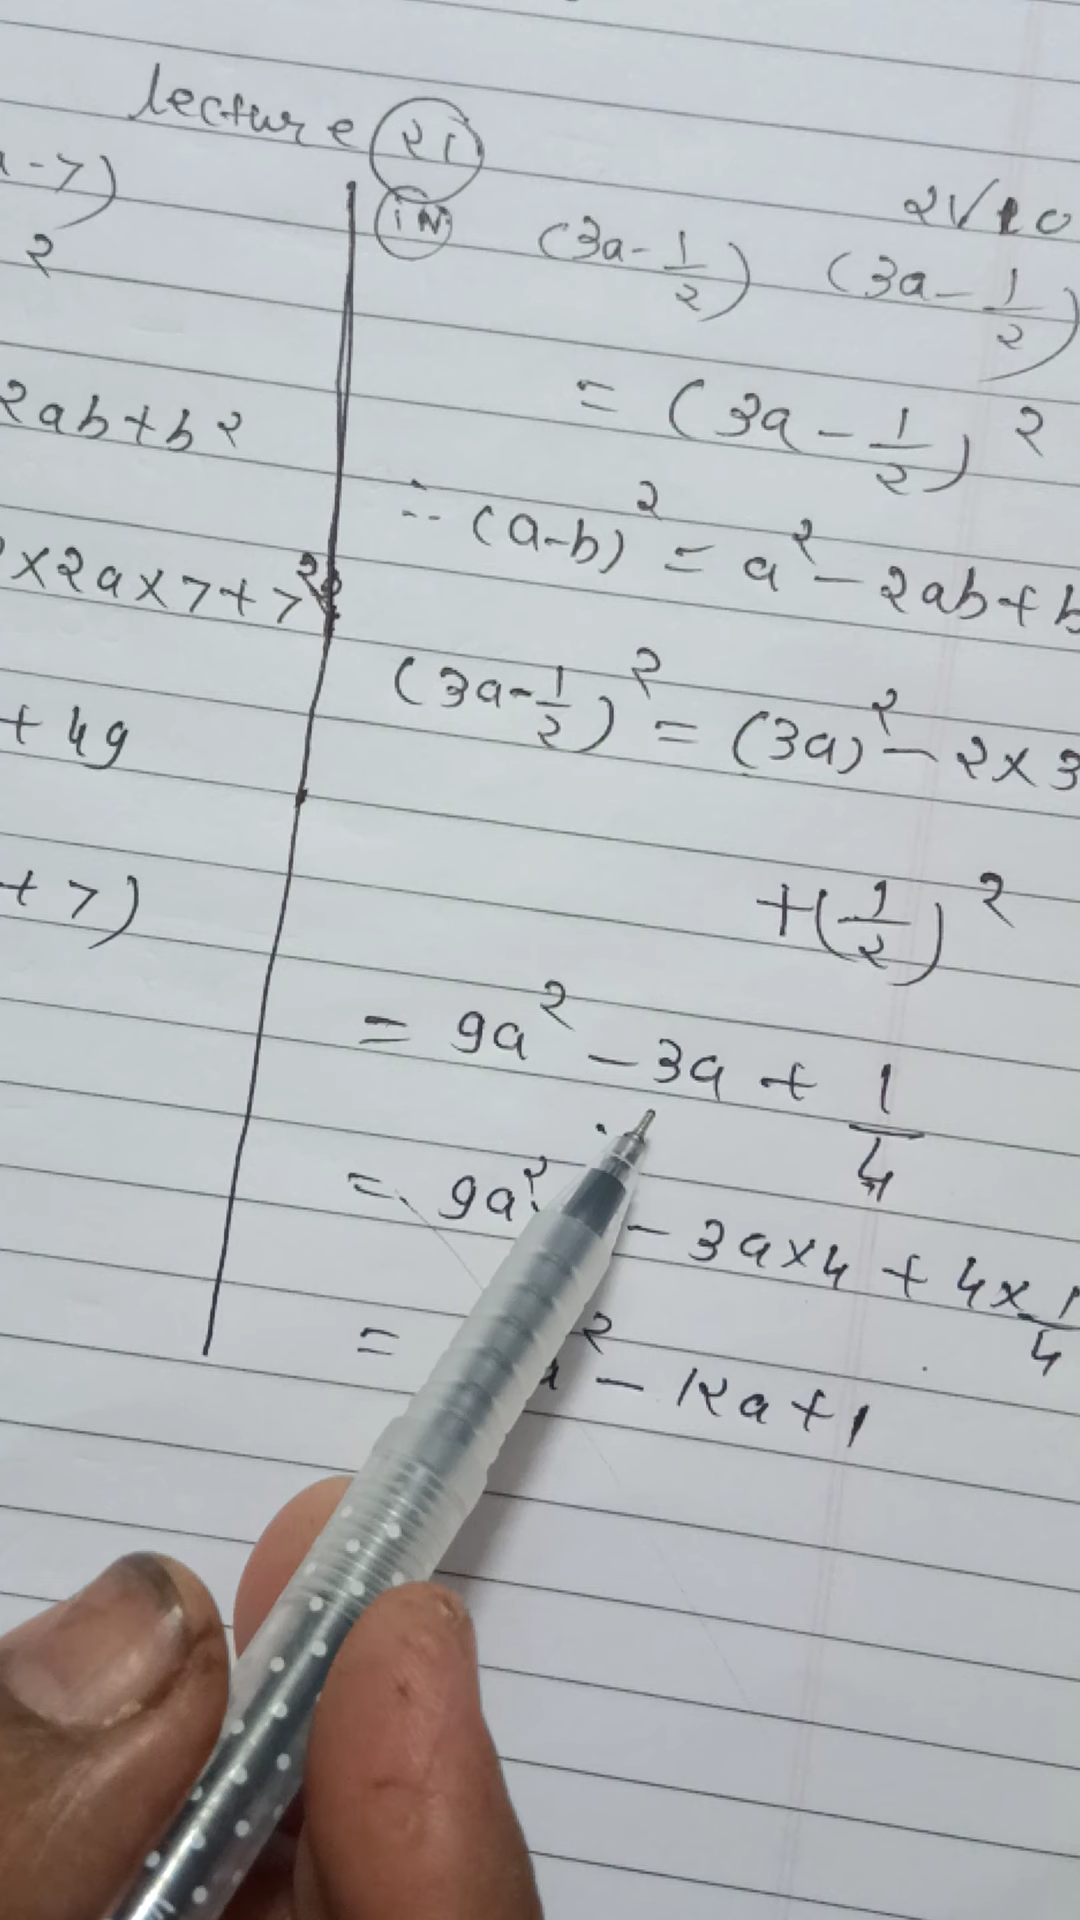 lecture 21
-7)
2
2ab+b²
×2a×7+7²
+49
+7)
iv
(3a-1/2) (3a-1/2)
= (3a-1/2)²
∴ (a-b)² = a²-2ab+b
(3a-1/2)² = (3a)²-2×3
+(1/2)²
= 9a²-3a+1/4
= 9a²-3a×4+4×1/4
= a²-12a+1